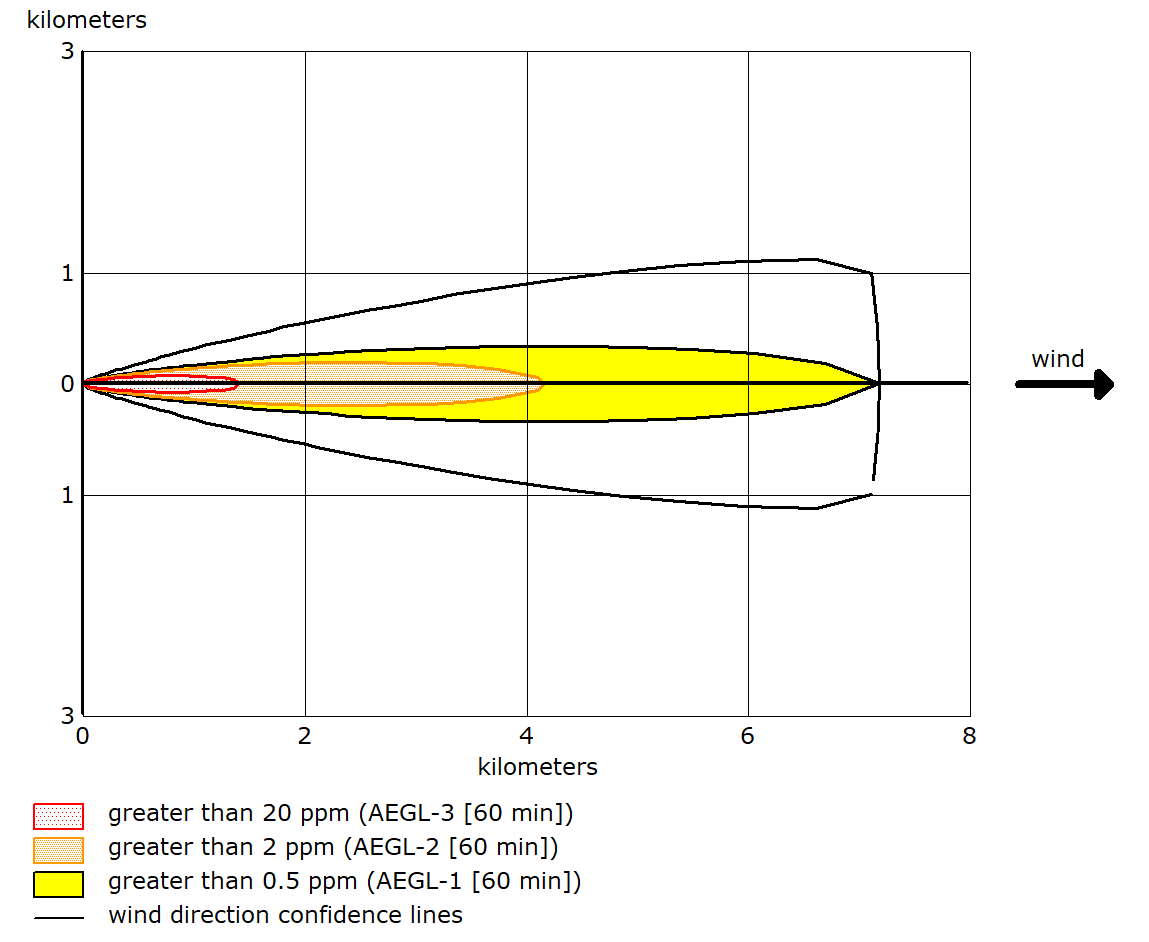 kilometers
3
1
0
1
3
wind
0 2 4 6 8
kilometers
greater than 20 ppm (AEGL-3 [60 min])
greater than 2 ppm (AEGL-2 [60 min])
greater than 0.5 ppm (AEGL-1 [60 min])
wind direction confidence lines